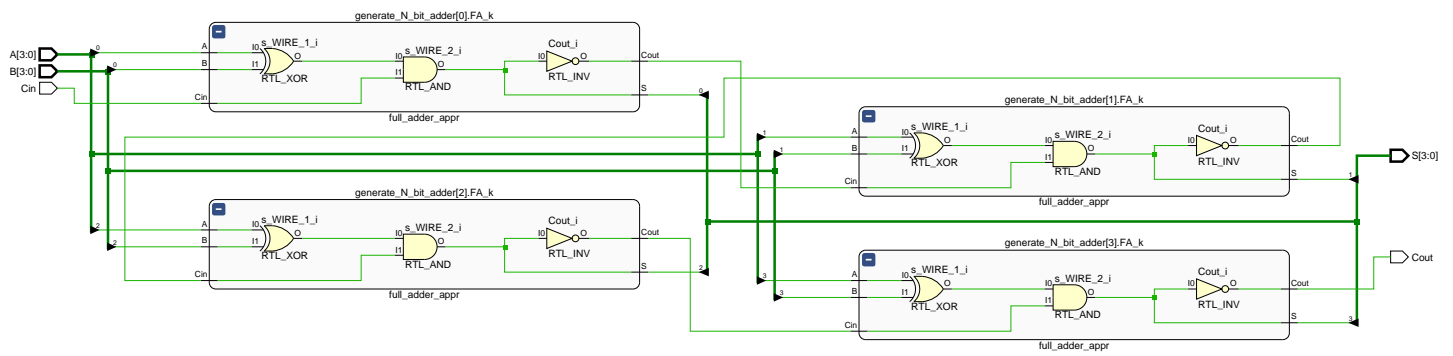 generate_N_bit_adder[0].FA_k
A[3:0]
B[3:0]
Cin
0
0
A
B
Cin
I0
I1
s_WIRE_1_i
O
RTL_XOR
I0
I1
s_WIRE_2_i
O
RTL_AND
I0
Cout_i
O
RTL_INV
Cout
S
0
full_adder_appr
generate_N_bit_adder[1].FA_k
1
1
A
B
Cin
I0
I1
s_WIRE_1_i
O
RTL_XOR
I0
I1
s_WIRE_2_i
O
RTL_AND
I0
Cout_i
O
RTL_INV
Cout
S
1
S[3:0]
full_adder_appr
generate_N_bit_adder[2].FA_k
2
2
A
B
Cin
I0
I1
s_WIRE_1_i
O
RTL_XOR
I0
I1
s_WIRE_2_i
O
RTL_AND
I0
Cout_i
O
RTL_INV
Cout
S
2
full_adder_appr
generate_N_bit_adder[3].FA_k
3
3
A
B
Cin
I0
I1
s_WIRE_1_i
O
RTL_XOR
I0
I1
s_WIRE_2_i
O
RTL_AND
I0
Cout_i
O
RTL_INV
Cout
S
3
Cout
full_adder_appr